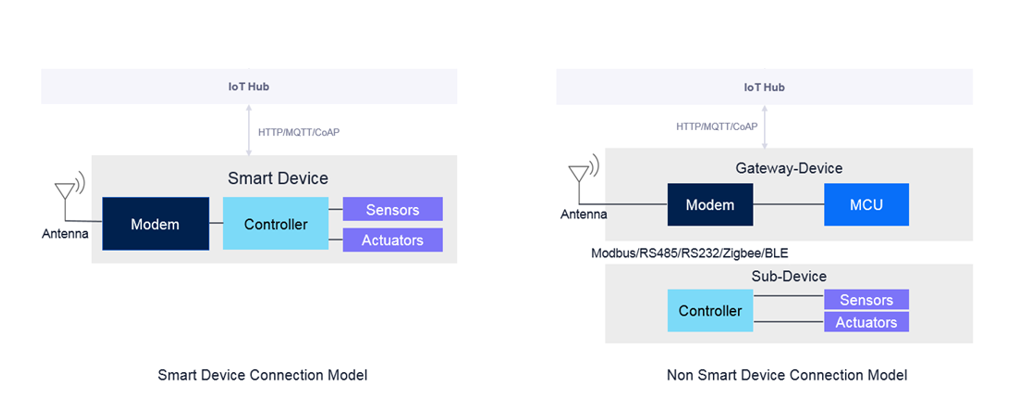 IoT Hub
HTTP/MQTT/CoAP
Smart Device
Antenna
Modem
Controller
Sensors
Actuators
Smart Device Connection Model
IoT Hub
HTTP/MQTT/CoAP
Gateway-Device
Antenna
Modem
MCU
Modbus/RS485/RS232/Zigbee/BLE
Sub-Device
Controller
Sensors
Actuators
Non Smart Device Connection Model